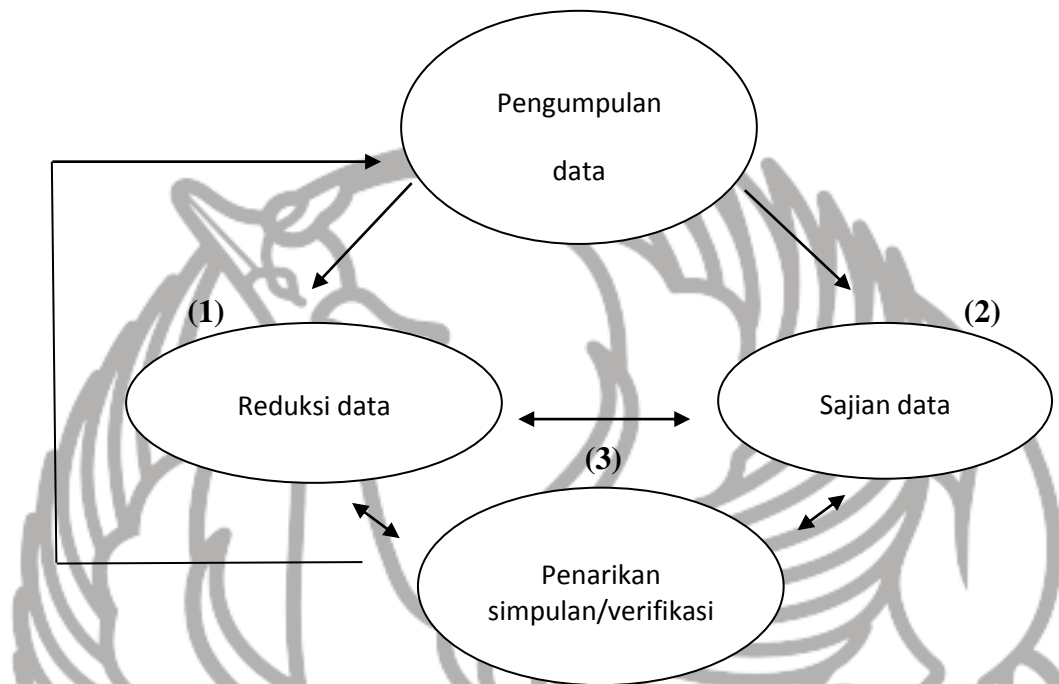 Pengumpulan
data
(1)
(2)
Reduksi data
Sajian data
(3)
Penarikan
simpulan/verifikasi